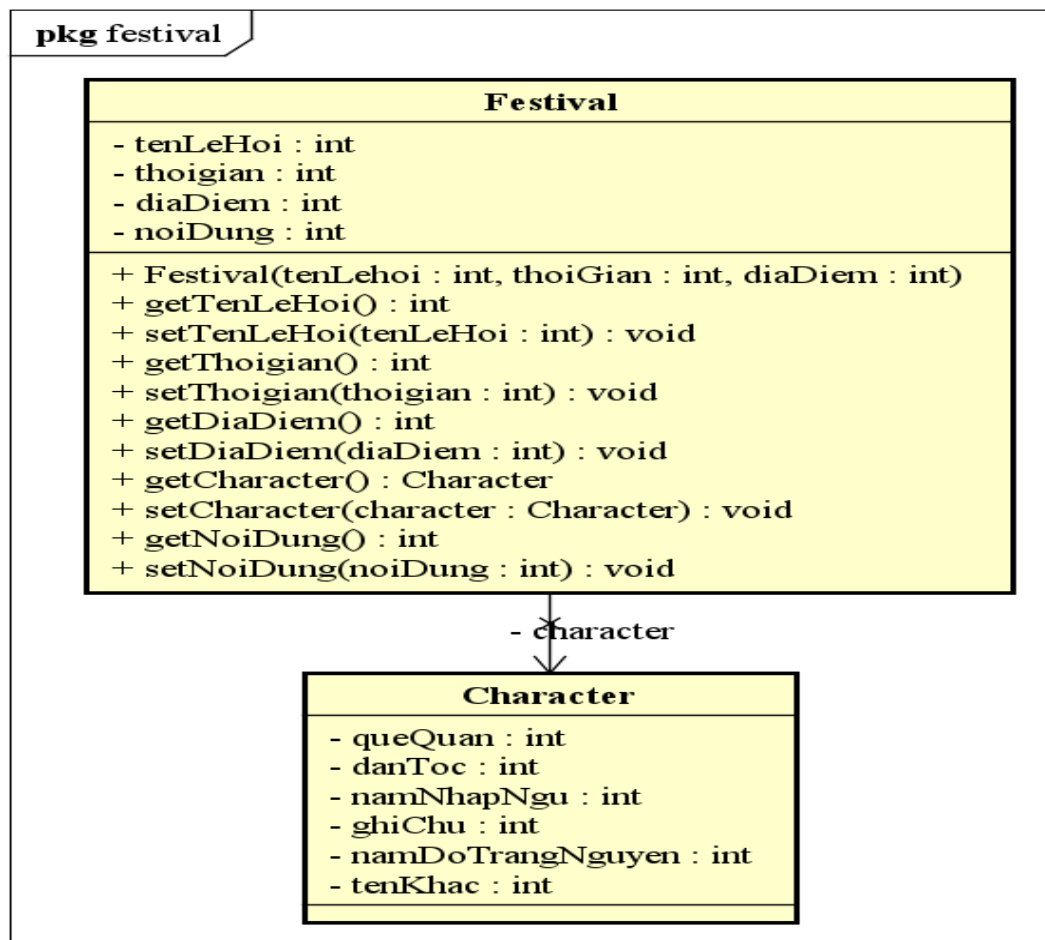 pkg festival
Festival
- tenLeHoi : int
- thoigian : int
- diaDiem : int
- noiDung : int
+ Festival(tenLehoi : int, thoiGian : int, diaDiem : int)
+ getTenLeHoi() : int
+ setTenLeHoi(tenLeHoi : int) : void
+ getThoigian() : int
+ setThoigian(thoigian : int) : void
+ getDiaDiem() : int
+ setDiaDiem(diaDiem : int) : void
+ getCharacter() : Character
+ setCharacter(character : Character) : void
+ getNoiDung() : int
+ setNoiDung(noiDung : int) : void
- character
Character
- queQuan : int
- danToc : int
- namNhapNgu : int
- ghiChu : int
- namDoTrangNguyen : int
- tenKhac : int